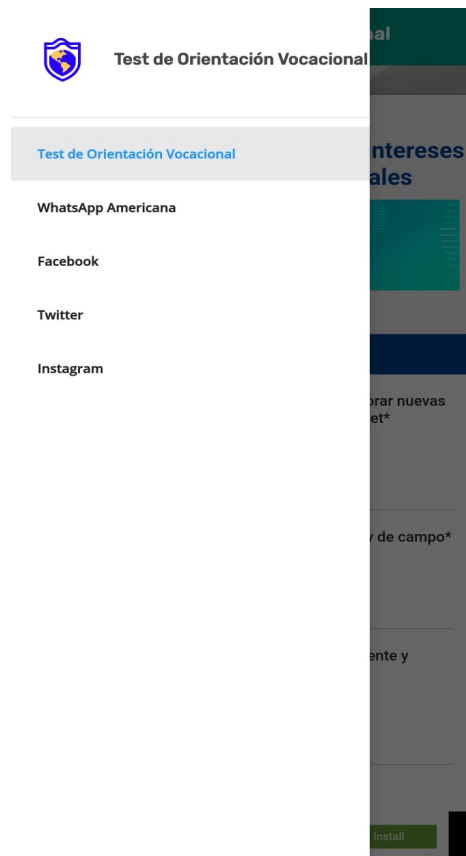 Test de Orientación Vocacional
nal
Test de Orientación Vocacional
WhatsApp Americana
Facebook
Twitter
Instagram
ntereses
ales
orar nuevas
et*
y de campo*
ente y
Install